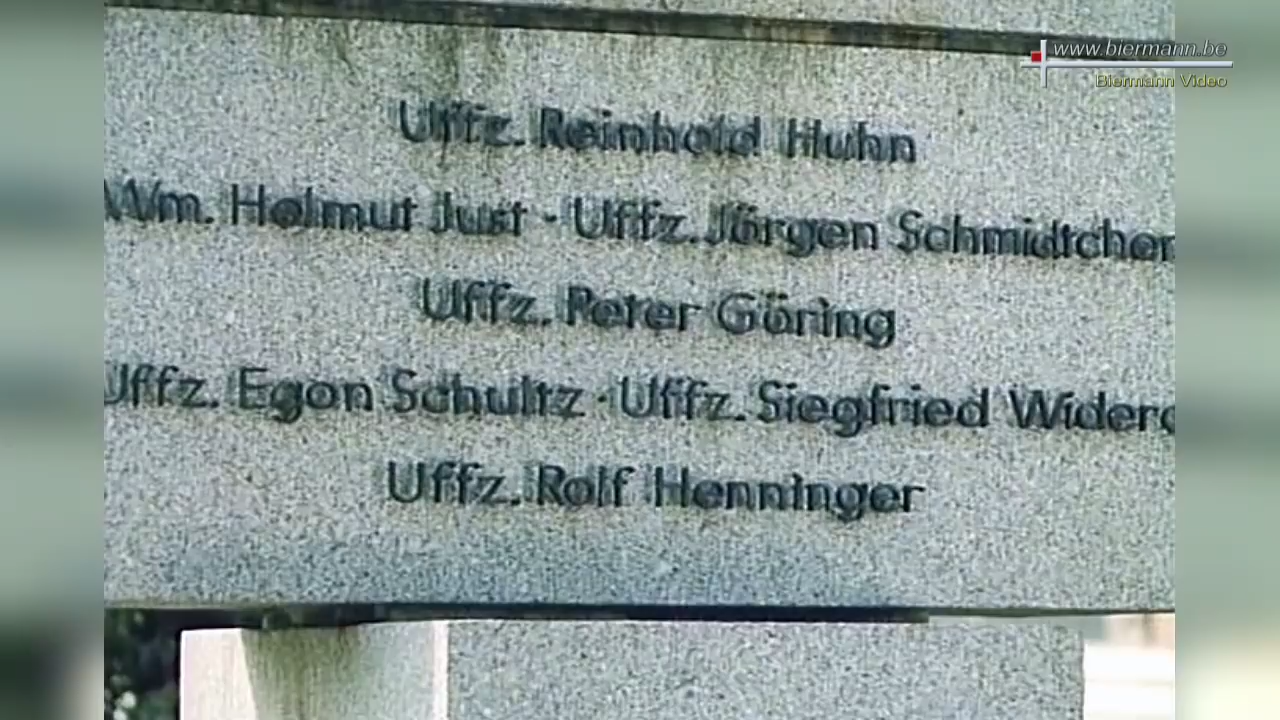 www.biermann.be
Biermann Video
Uffz. Reinhold Huhn
Wm. Helmut Just · Uffz. Jörgen Schmidtchen
Uffz. Peter Göring
Uffz. Egon Schultz · Uffz. Siegfried
Uffz. Rolf Henninger